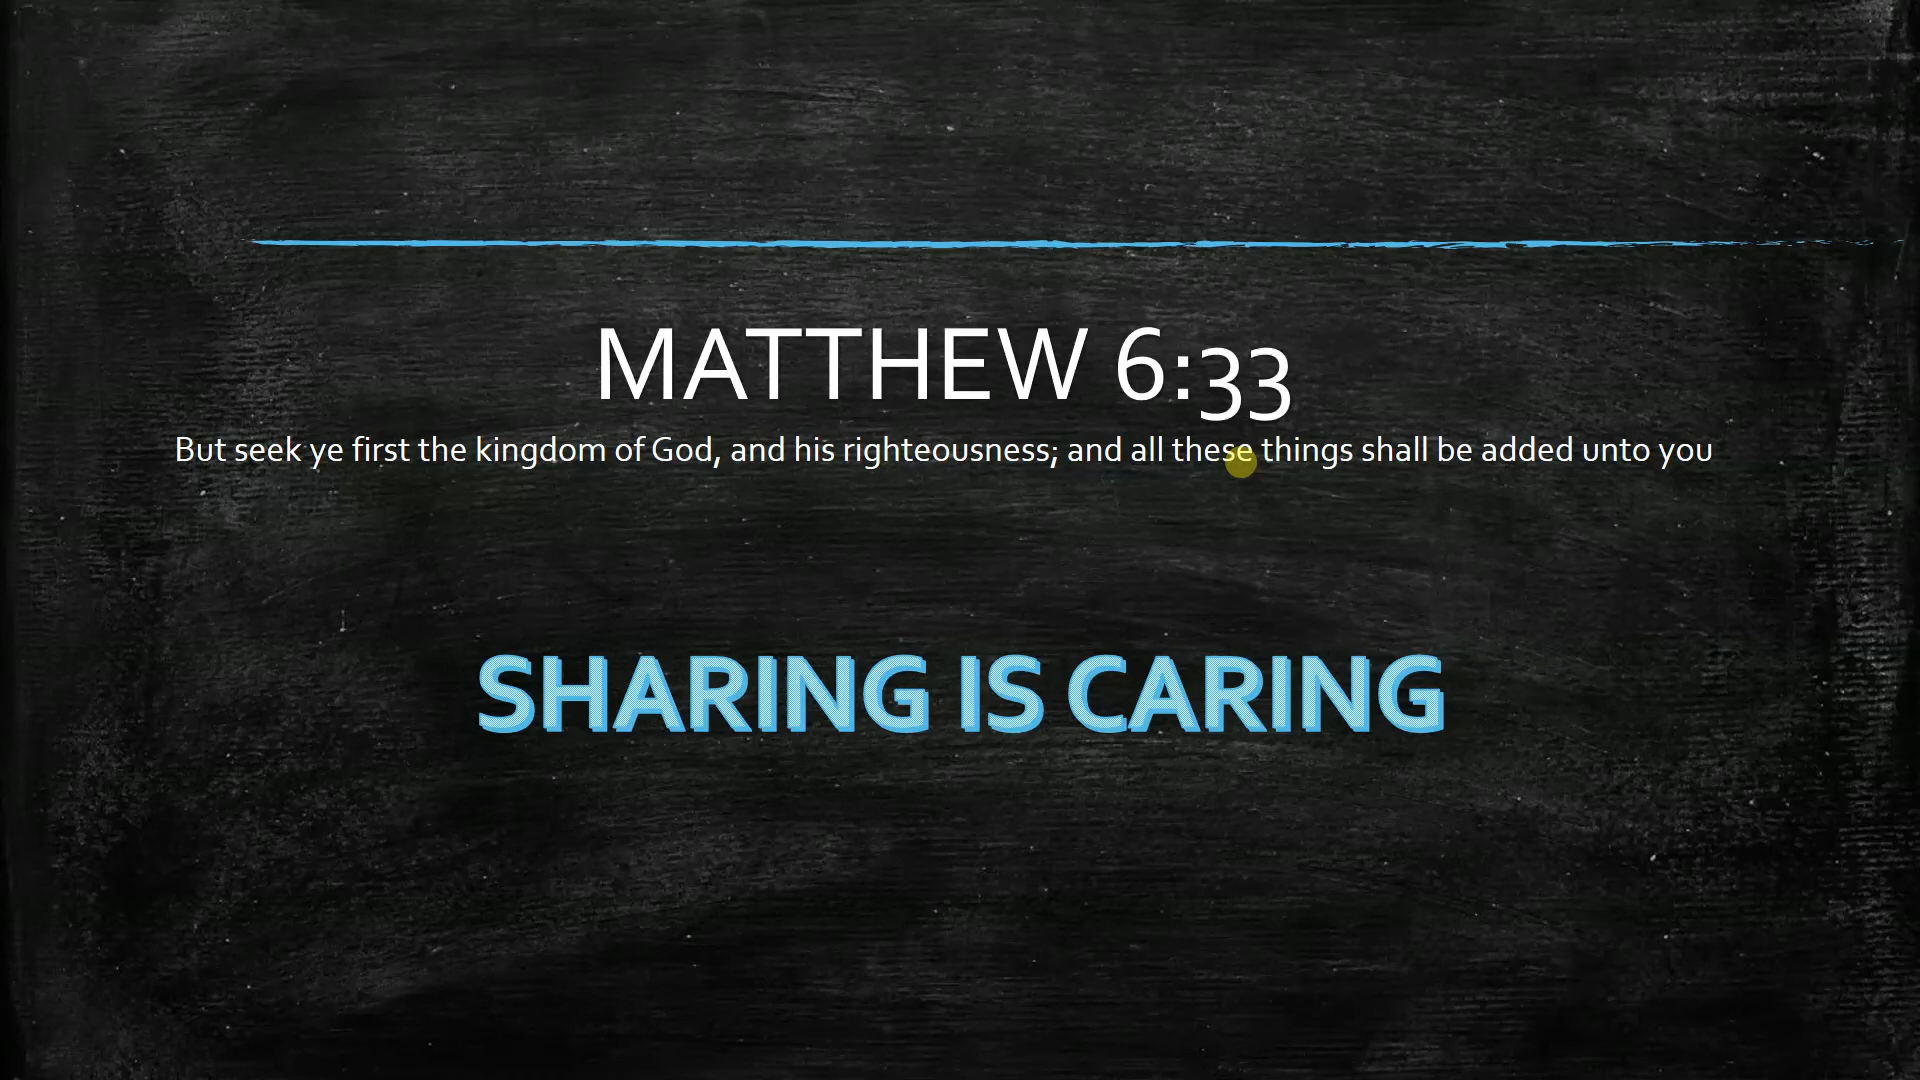 MATTHEW 6:33
But seek ye first the kingdom of God, and his righteousness; and all these things shall be added unto you
SHARING IS CARING